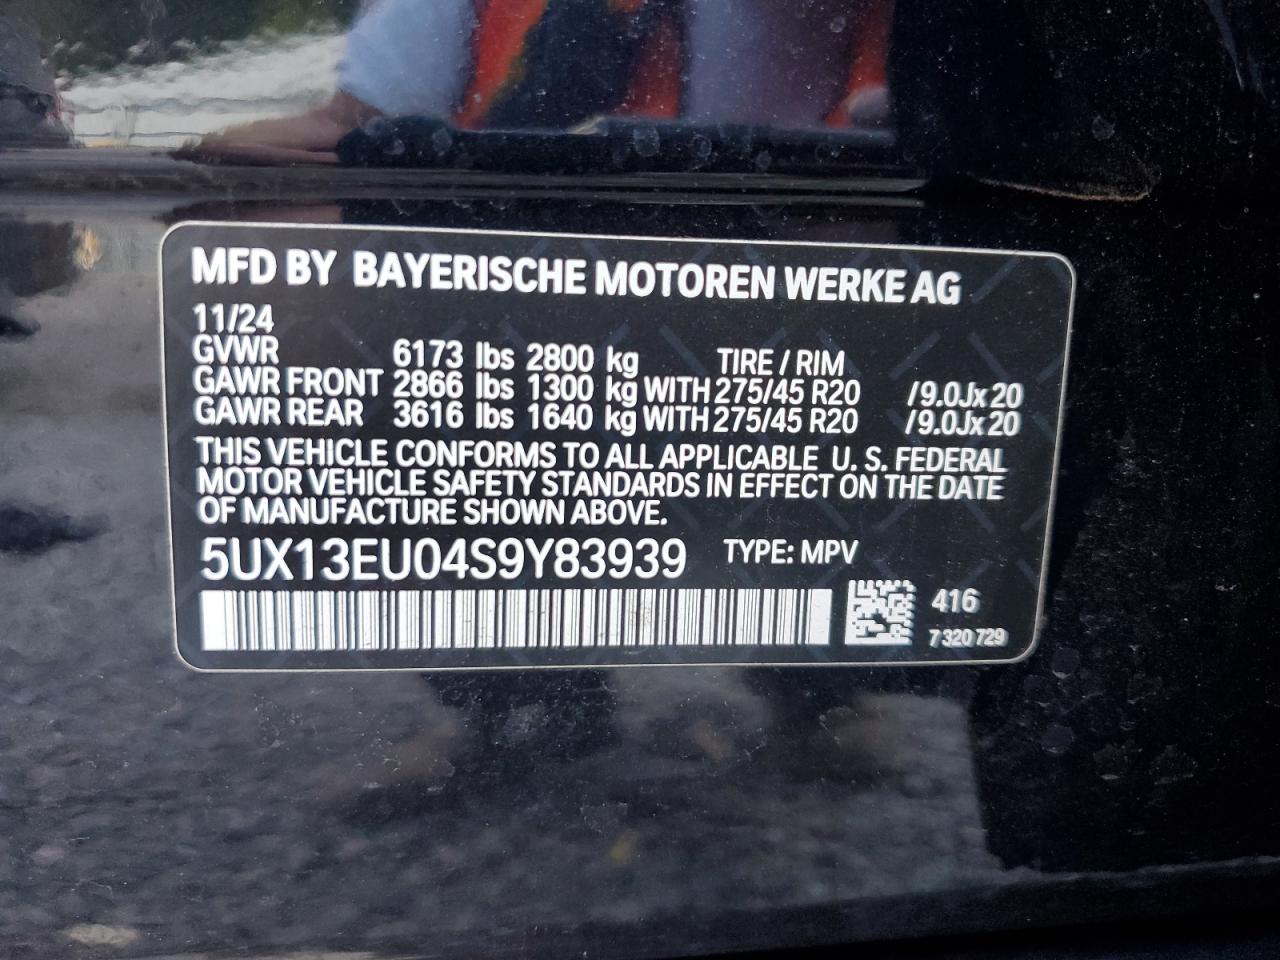 MFD BY BAYERISCHE MOTOREN WERKE AG
11/24
GVWR 6173 lbs 2800 kg TIRE / RIM
GAWR FRONT 2866 lbs 1300 kg WITH 275/45 R20 /9.0Jx20
GAWR REAR 3616 lbs 1640 kg WITH 275/45 R20 /9.0Jx20
THIS VEHICLE CONFORMS TO ALL APPLICABLE U. S. FEDERAL
MOTOR VEHICLE SAFETY STANDARDS IN EFFECT ON THE DATE
OF MANUFACTURE SHOWN ABOVE.
5UX13EU04S9Y83939 TYPE: MPV
416
7 320 729